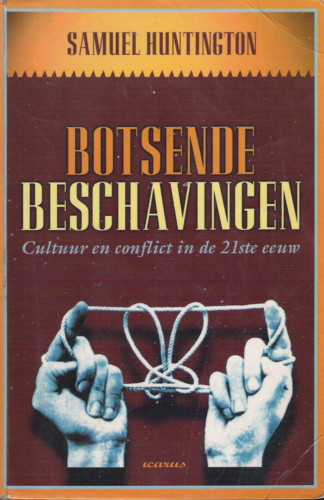 SAMUEL HUNTINGTON
BOTSENDE
BESCHAVINGEN
Cultuur en conflict in de 21ste eeuw
icarus